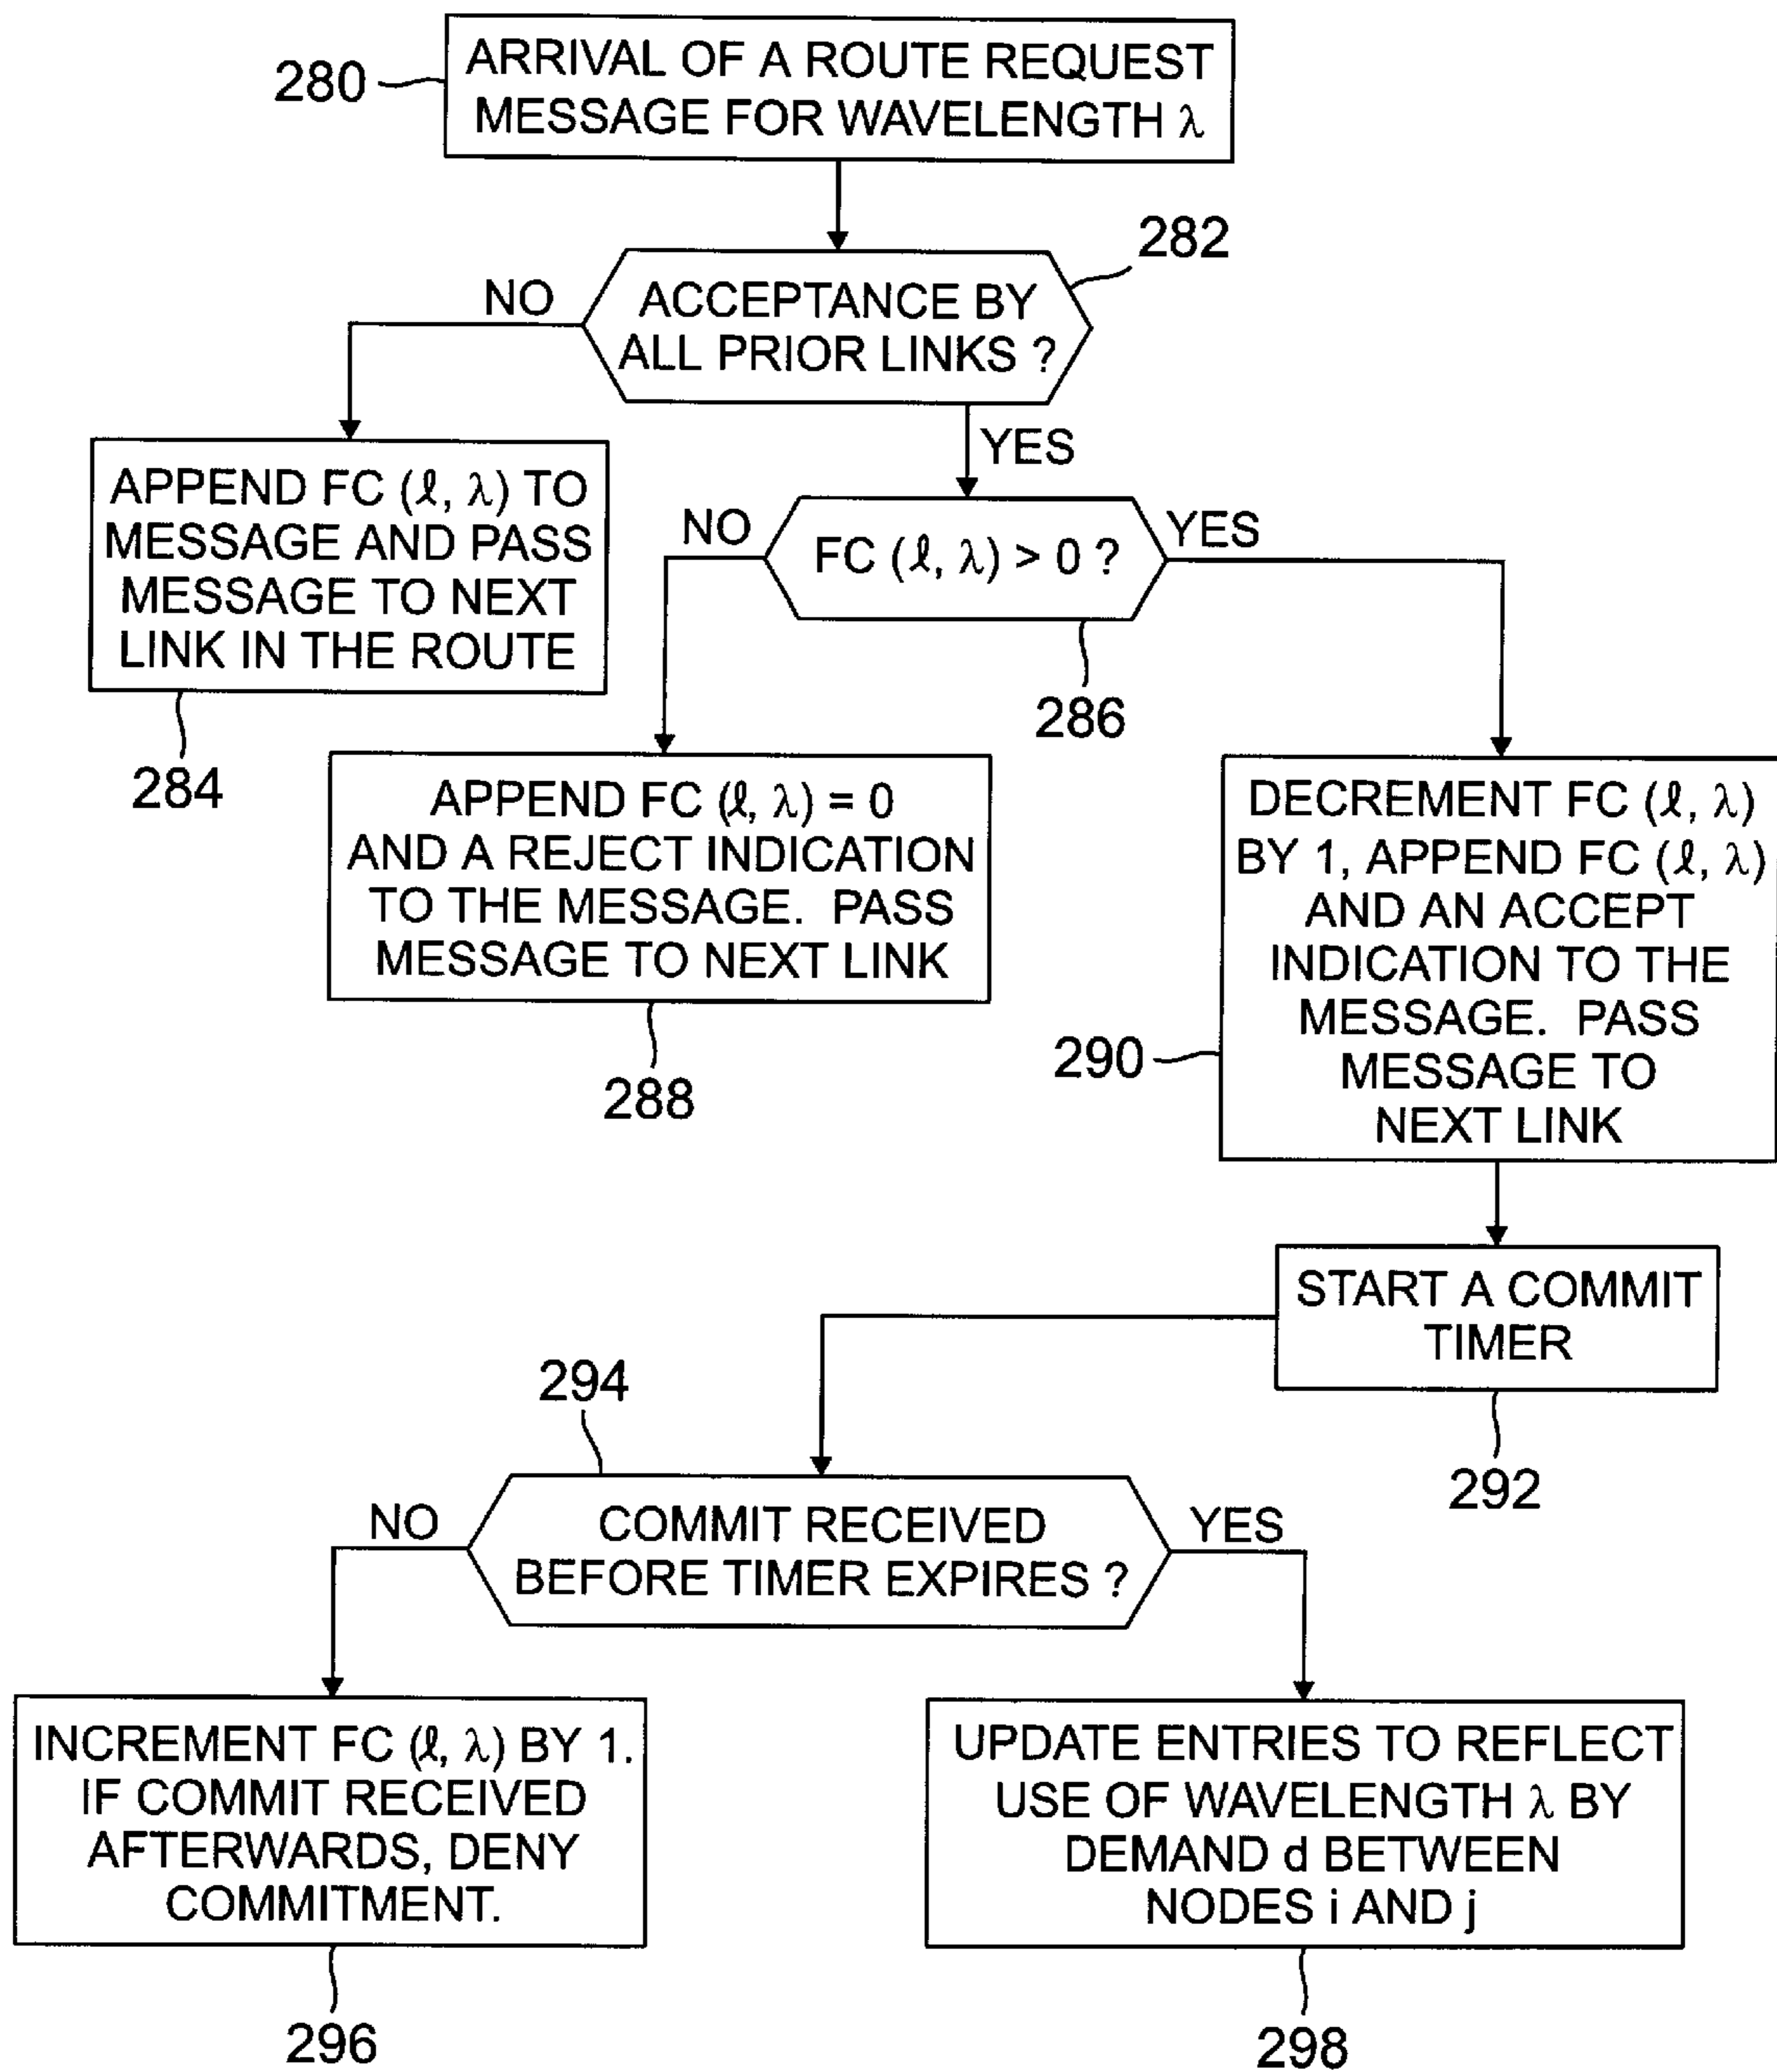 280
ARRIVAL OF A ROUTE REQUEST
MESSAGE FOR WAVELENGTH λ
282
ACCEPTANCE BY
ALL PRIOR LINKS ?
NO
YES
APPEND FC (ℓ, λ) TO
MESSAGE AND PASS
MESSAGE TO NEXT
LINK IN THE ROUTE
284
NO
FC (ℓ, λ) > 0 ?
YES
286
APPEND FC (ℓ, λ) = 0
AND A REJECT INDICATION
TO THE MESSAGE. PASS
MESSAGE TO NEXT LINK
288
DECREMENT FC (ℓ, λ)
BY 1, APPEND FC (ℓ, λ)
AND AN ACCEPT
INDICATION TO THE
MESSAGE. PASS
MESSAGE TO
NEXT LINK
290
START A COMMIT
TIMER
292
294
NO
COMMIT RECEIVED
BEFORE TIMER EXPIRES ?
YES
INCREMENT FC (ℓ, λ) BY 1.
IF COMMIT RECEIVED
AFTERWARDS, DENY
COMMITMENT.
296
UPDATE ENTRIES TO REFLECT
USE OF WAVELENGTH λ BY
DEMAND d BETWEEN
NODES i AND j
298